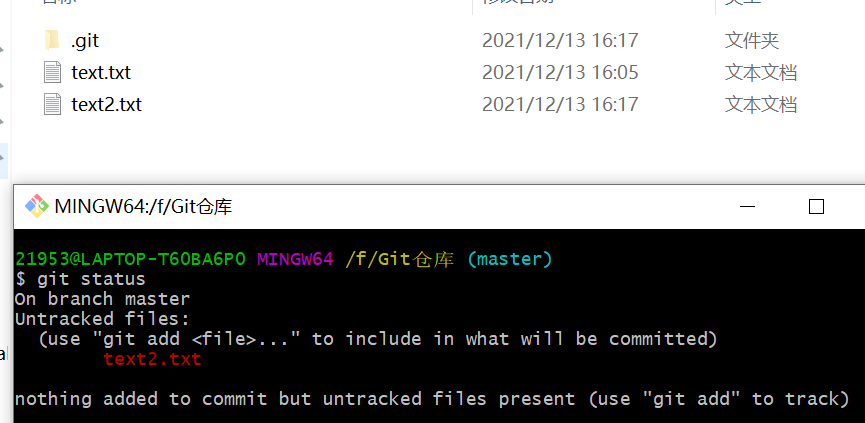 .git 2021/12/13 16:17 文件夹
text.txt 2021/12/13 16:05 文本文档
text2.txt 2021/12/13 16:17 文本文档
MINGW64:/f/Git仓库
21953@LAPTOP-T60BA6PO MINGW64 /f/Git仓库 (master)
$ git status
On branch master
Untracked files:
  (use "git add <file>..." to include in what will be committed)
        text2.txt
nothing added to commit but untracked files present (use "git add" to track)